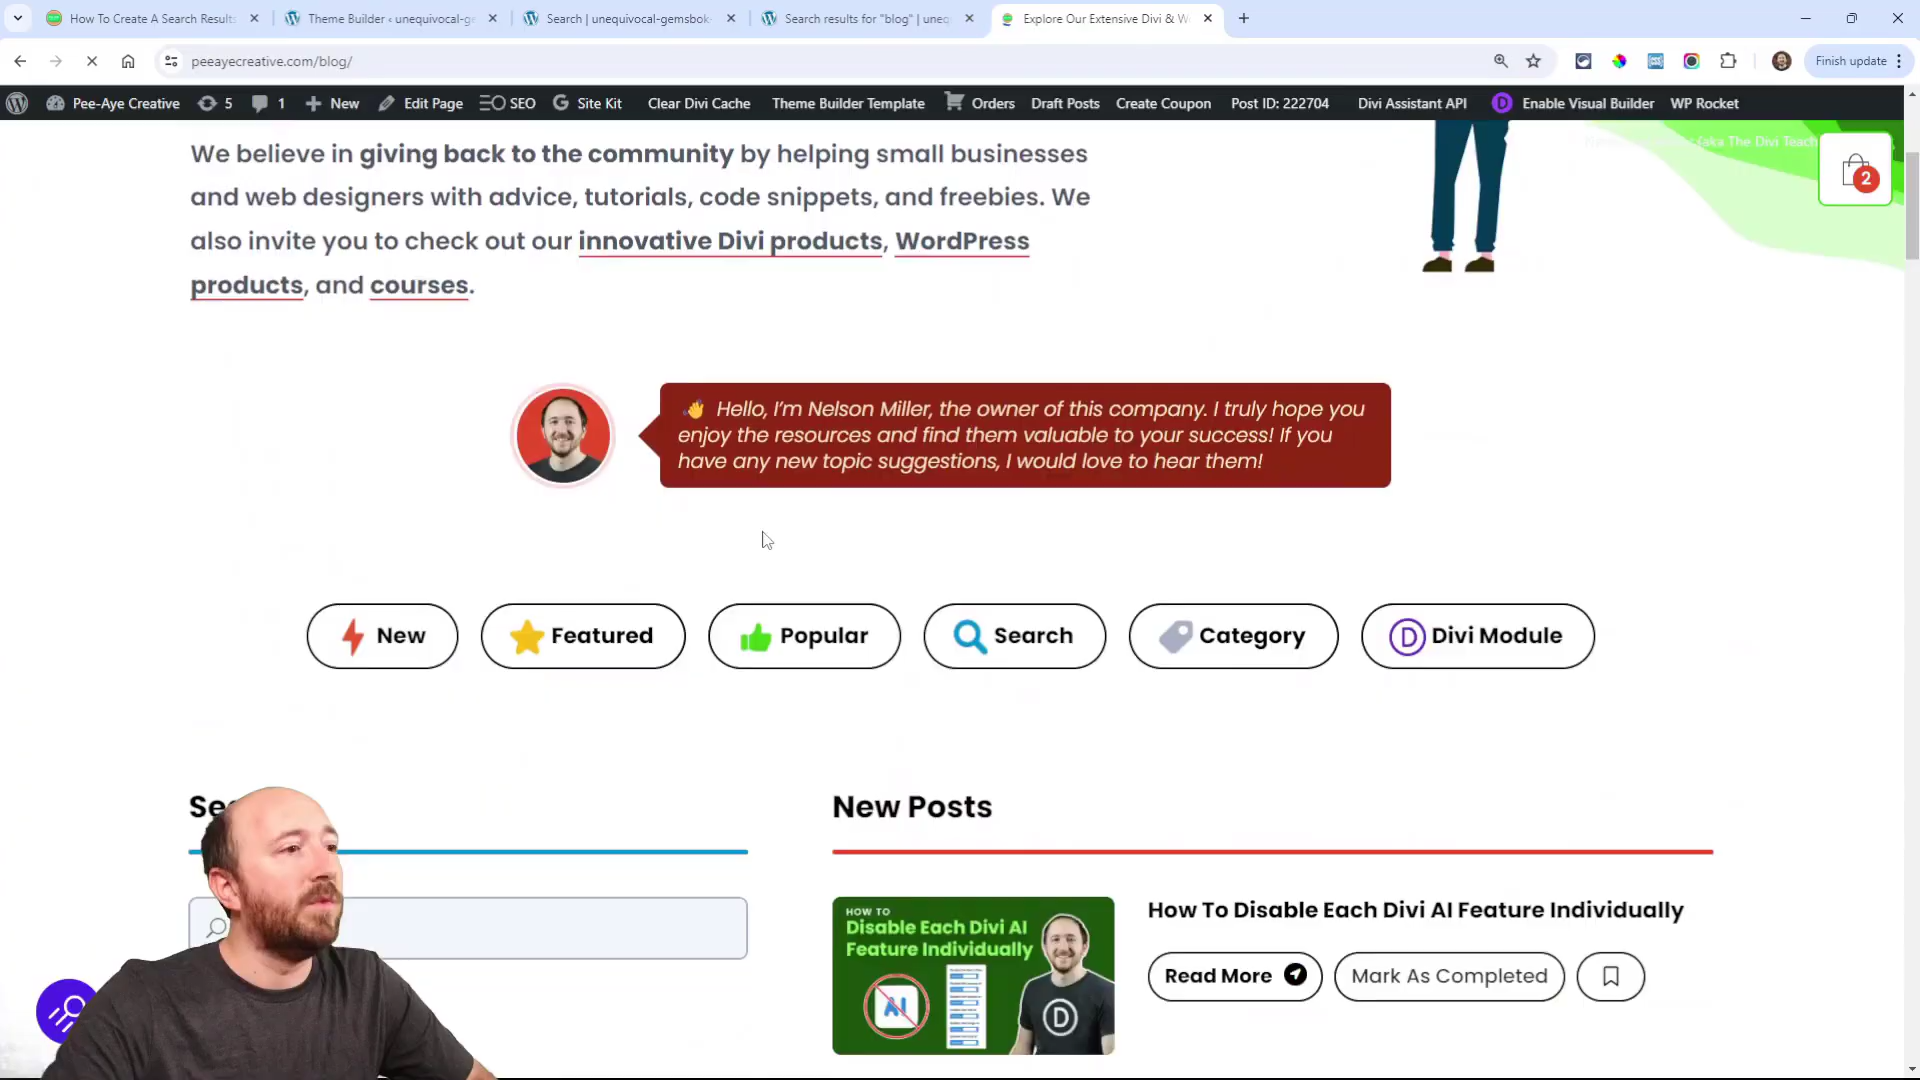 How To Create A Search Results
Theme Builder ‹ unequivocal-ge
Search | unequivocal-gemsbok
Search results for "blog" | uneq
Explore Our Extensive Divi & W
peeayecreative.com/blog/
Finish update
Pee-Aye Creative
5
1
New
Edit Page
SEO
Site Kit
Clear Divi Cache
Theme Builder Template
Orders
Draft Posts
Create Coupon
Post ID: 222704
Divi Assistant API
Enable Visual Builder
WP Rocket
(aka The Divi Teach
2
We believe in giving back to the community by helping small businesses
and web designers with advice, tutorials, code snippets, and freebies. We
also invite you to check out our innovative Divi products, WordPress
products, and courses.
👋 Hello, I'm Nelson Miller, the owner of this company. I truly hope you
enjoy the resources and find them valuable to your success! If you
have any new topic suggestions, I would love to hear them!
New
Featured
Popular
Search
Category
D Divi Module
Se
New Posts
HOW TO
Disable Each Divi AI
Feature Individually
AI
D
How To Disable Each Divi AI Feature Individually
Read More
Mark As Completed